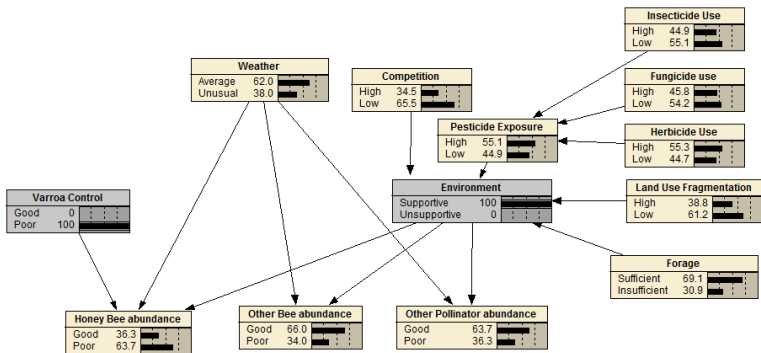 Insecticide Use
High 44.9
Low 55.1
Weather
Average 62.0
Unusual 38.0
Competition
High 34.5
Low 65.5
Fungicide use
High 45.8
Low 54.2
Pesticide Exposure
High 55.1
Low 44.9
Herbicide Use
High 55.3
Low 44.7
Varroa Control
Good 0
Poor 100
Environment
Supportive 100
Unsupportive 0
Land Use Fragmentation
High 38.8
Low 61.2
Forage
Sufficient 69.1
Insufficient 30.9
Honey Bee abundance
Good 36.3
Poor 63.7
Other Bee abundance
Good 66.0
Poor 34.0
Other Pollinator abundance
Good 63.7
Poor 36.3